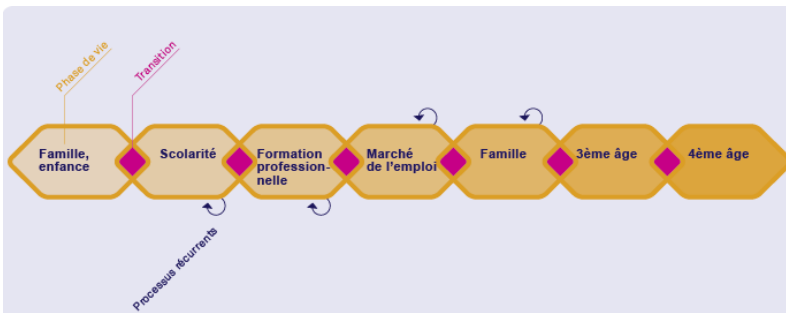 Phase de vie
Transition
Famille,
enfance
Scolarité
Formation
profession-
nelle
Marché
de l'emploi
Famille
3ème âge
4ème âge
Processus récurrents